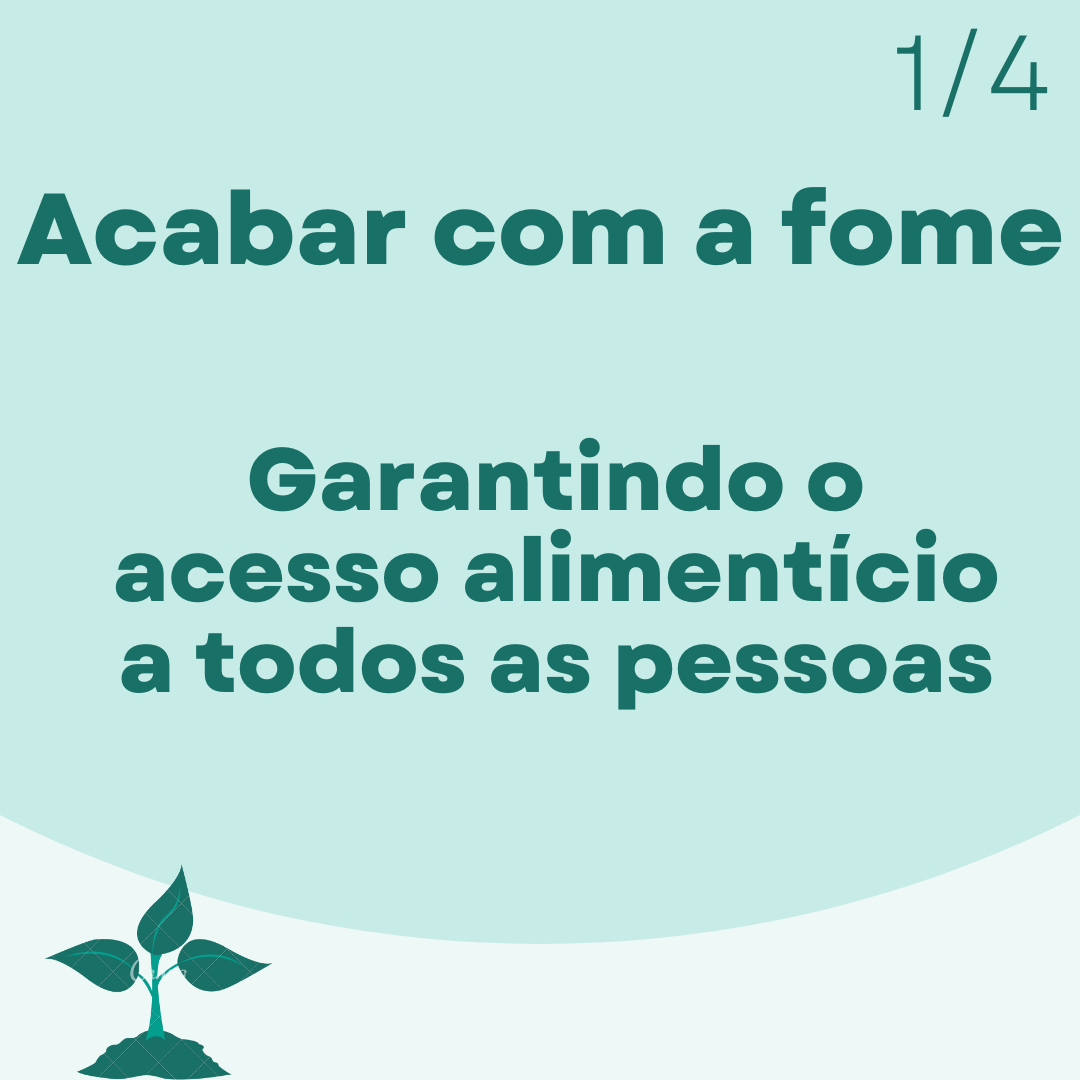 1/4
Acabar com a fome
Garantindo o
acesso alimentício
a todos as pessoas